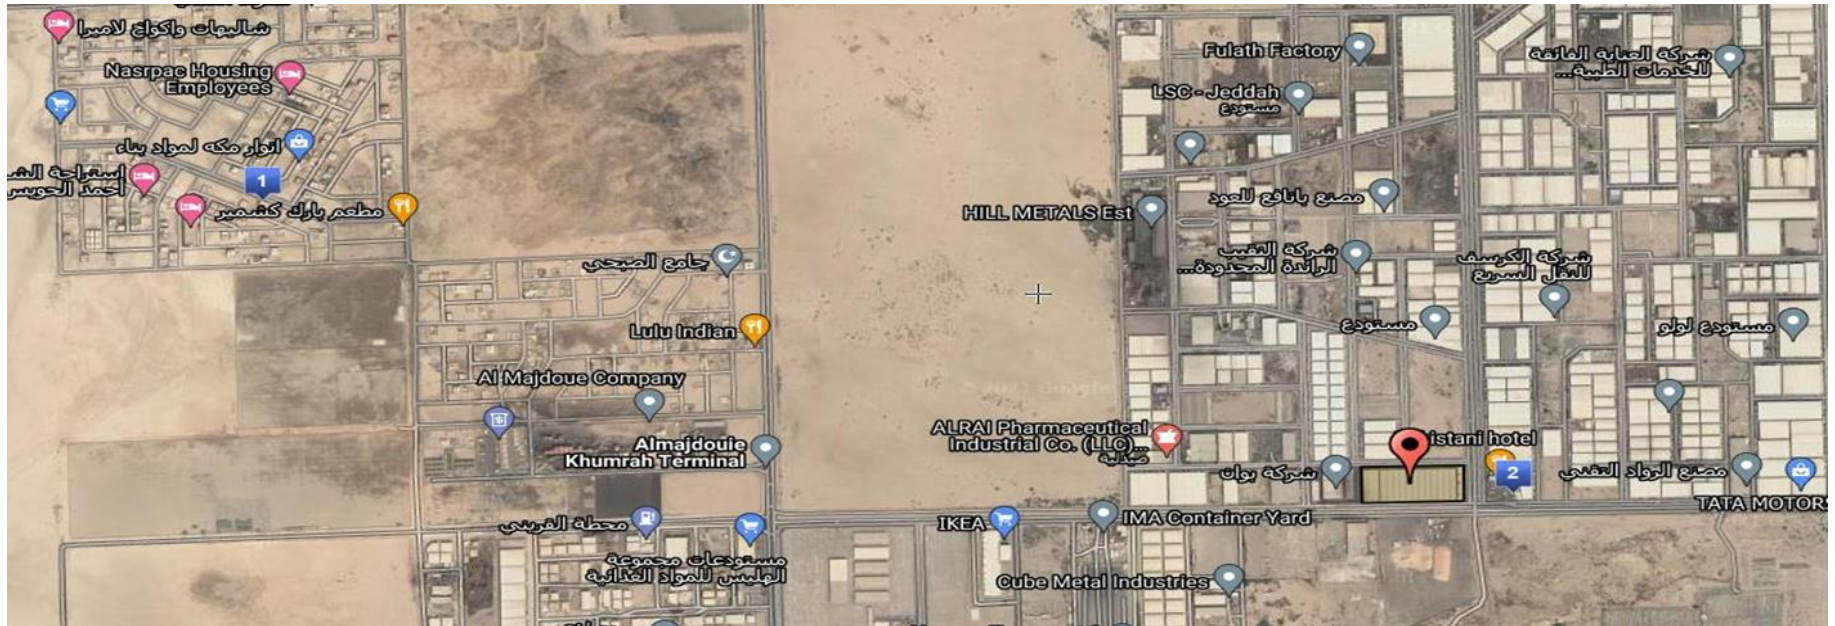 شاليهات واكواخ لاميرا
Nasrpac Housing
Employees
انوار مكه لمواد بناء
1
استراحة الش
أحمد الحويس
مطعم بارك كشمير
جامع الصبحي
Lulu Indian
Al Majdoue Company
Almajdouie
Khumrah Terminal
محطة القريني
مستودعات مجموعة
الهليس للمواد الغذائية
Fulath Factory
LSC - Jeddah
مستودع
شركة العناية الفائقة
للخدمات الطبية...
HILL METALS Est
مصنع بانافع للعود
شركة النقيب
الرائدة المحدودة...
شركة الكرسف
للنقل السريع
مستودع
مستودع لولو
ALRAI Pharmaceutical
Industrial Co. (LLC)...
صيدلية
istani hotel
شركة بوان
2
مصنع الرواد التقني
TATA MOTORS
IKEA
IMA Container Yard
Cube Metal Industries